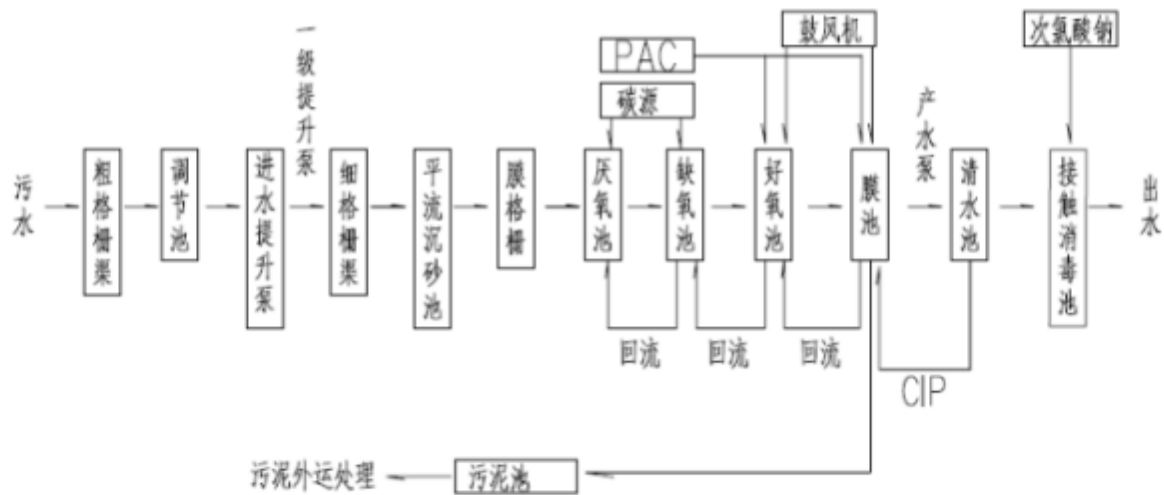 鼓风机
次氯酸钠
PAC
碳源
一级提升泵
产水泵
污水
粗格栅渠
调节池
进水提升泵
细格栅渠
平流沉砂池
膜格栅
厌氧池
缺氧池
好氧池
膜池
清水池
接触消毒池
出水
回流
回流
回流
CIP
污泥外运处理
污泥池